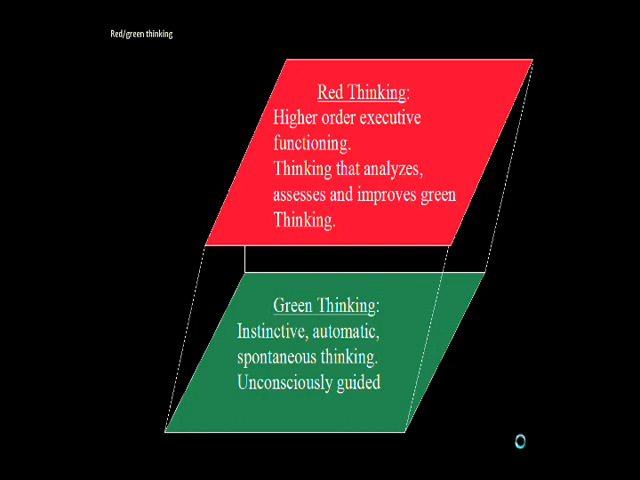 Red/green thinking
Red Thinking:
Higher order executive
functioning.
Thinking that analyzes,
assesses and improves green
Thinking.
Green Thinking:
Instinctive, automatic,
spontaneous thinking.
Unconsciously guided